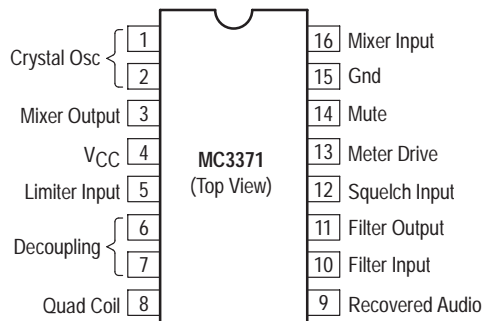 Crystal Osc
1
2
Mixer Output 3
VCC 4
Limiter Input 5
Decoupling
6
7
Quad Coil 8
MC3371
(Top View)
16 Mixer Input
15 Gnd
14 Mute
13 Meter Drive
12 Squelch Input
11 Filter Output
10 Filter Input
9 Recovered Audio